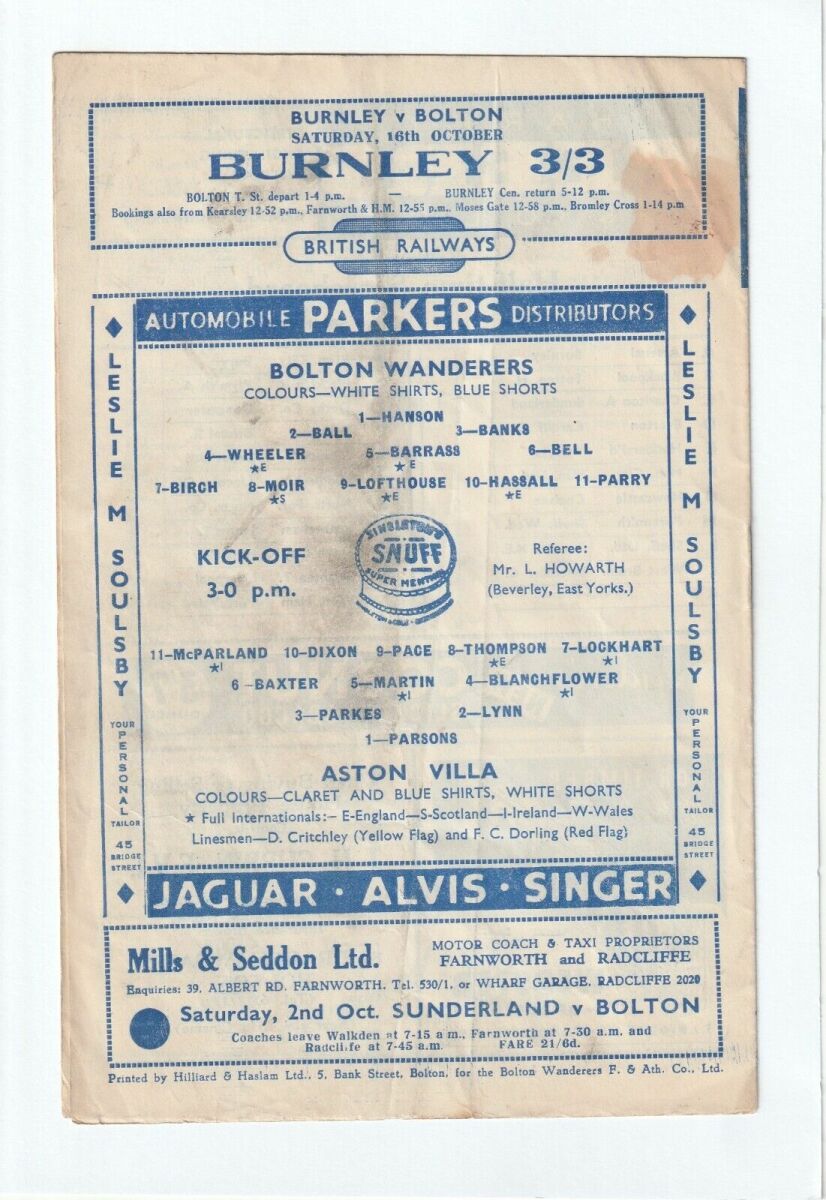 BURNLEY v BOLTON
SATURDAY, 16th OCTOBER
BURNLEY 3/3
BOLTON T. St. depart 1-4 p.m. — BURNLEY Cen. return 5-12 p.m.
Bookings also from Kearsley 12-52 p.m., Farnworth & H.M. 12-55 p.m., Moses Gate 12-58 p.m., Bromley Cross 1-14 p.m
BRITISH RAILWAYS
AUTOMOBILE PARKERS DISTRIBUTORS
LESLIE M SOULSBY
YOUR PERSONAL TAILOR
45 BRIDGE STREET
BOLTON WANDERERS
COLOURS—WHITE SHIRTS, BLUE SHORTS
1—HANSON
2—BALL 3—BANKS
4—WHEELER 5—BARRASS 6—BELL
★E ★E
7-BIRCH 8-MOIR 9-LOFTHOUSE 10-HASSALL 11-PARRY
★S ★E ★E
KICK-OFF
3-0 p.m.
SINGLETON'S
SNUFF
SUPER MENTHOL
Referee:
Mr. L. HOWARTH
(Beverley, East Yorks.)
11-McPARLAND 10-DIXON 9-PACE 8-THOMPSON 7-LOCKHART
★I ★E ★I
6-BAXTER 5-MARTIN 4-BLANCHFLOWER
★I ★I
3—PARKES 2—LYNN
1—PARSONS
ASTON VILLA
COLOURS—CLARET AND BLUE SHIRTS, WHITE SHORTS
★ Full Internationals:- E-England—S-Scotland—I-Ireland—W-Wales
Linesmen—D. Critchley (Yellow Flag) and F. C. Dorling (Red Flag)
LESLIE M SOULSBY
YOUR PERSONAL TAILOR
45 BRIDGE STREET
JAGUAR · ALVIS · SINGER
Mills & Seddon Ltd. MOTOR COACH & TAXI PROPRIETORS
FARNWORTH and RADCLIFFE
Enquiries: 39, ALBERT RD. FARNWORTH. Tel. 530/1, or WHARF GARAGE, RADCLIFFE 2020
Saturday, 2nd Oct. SUNDERLAND v BOLTON
Coaches leave Walkden at 7-15 a.m., Farnworth at 7-30 a.m. and
Radcliffe at 7-45 a.m. FARE 21/6d.
Printed by Hilliard & Haslam Ltd., 5, Bank Street, Bolton, for the Bolton Wanderers F. & Ath. Co., Ltd.